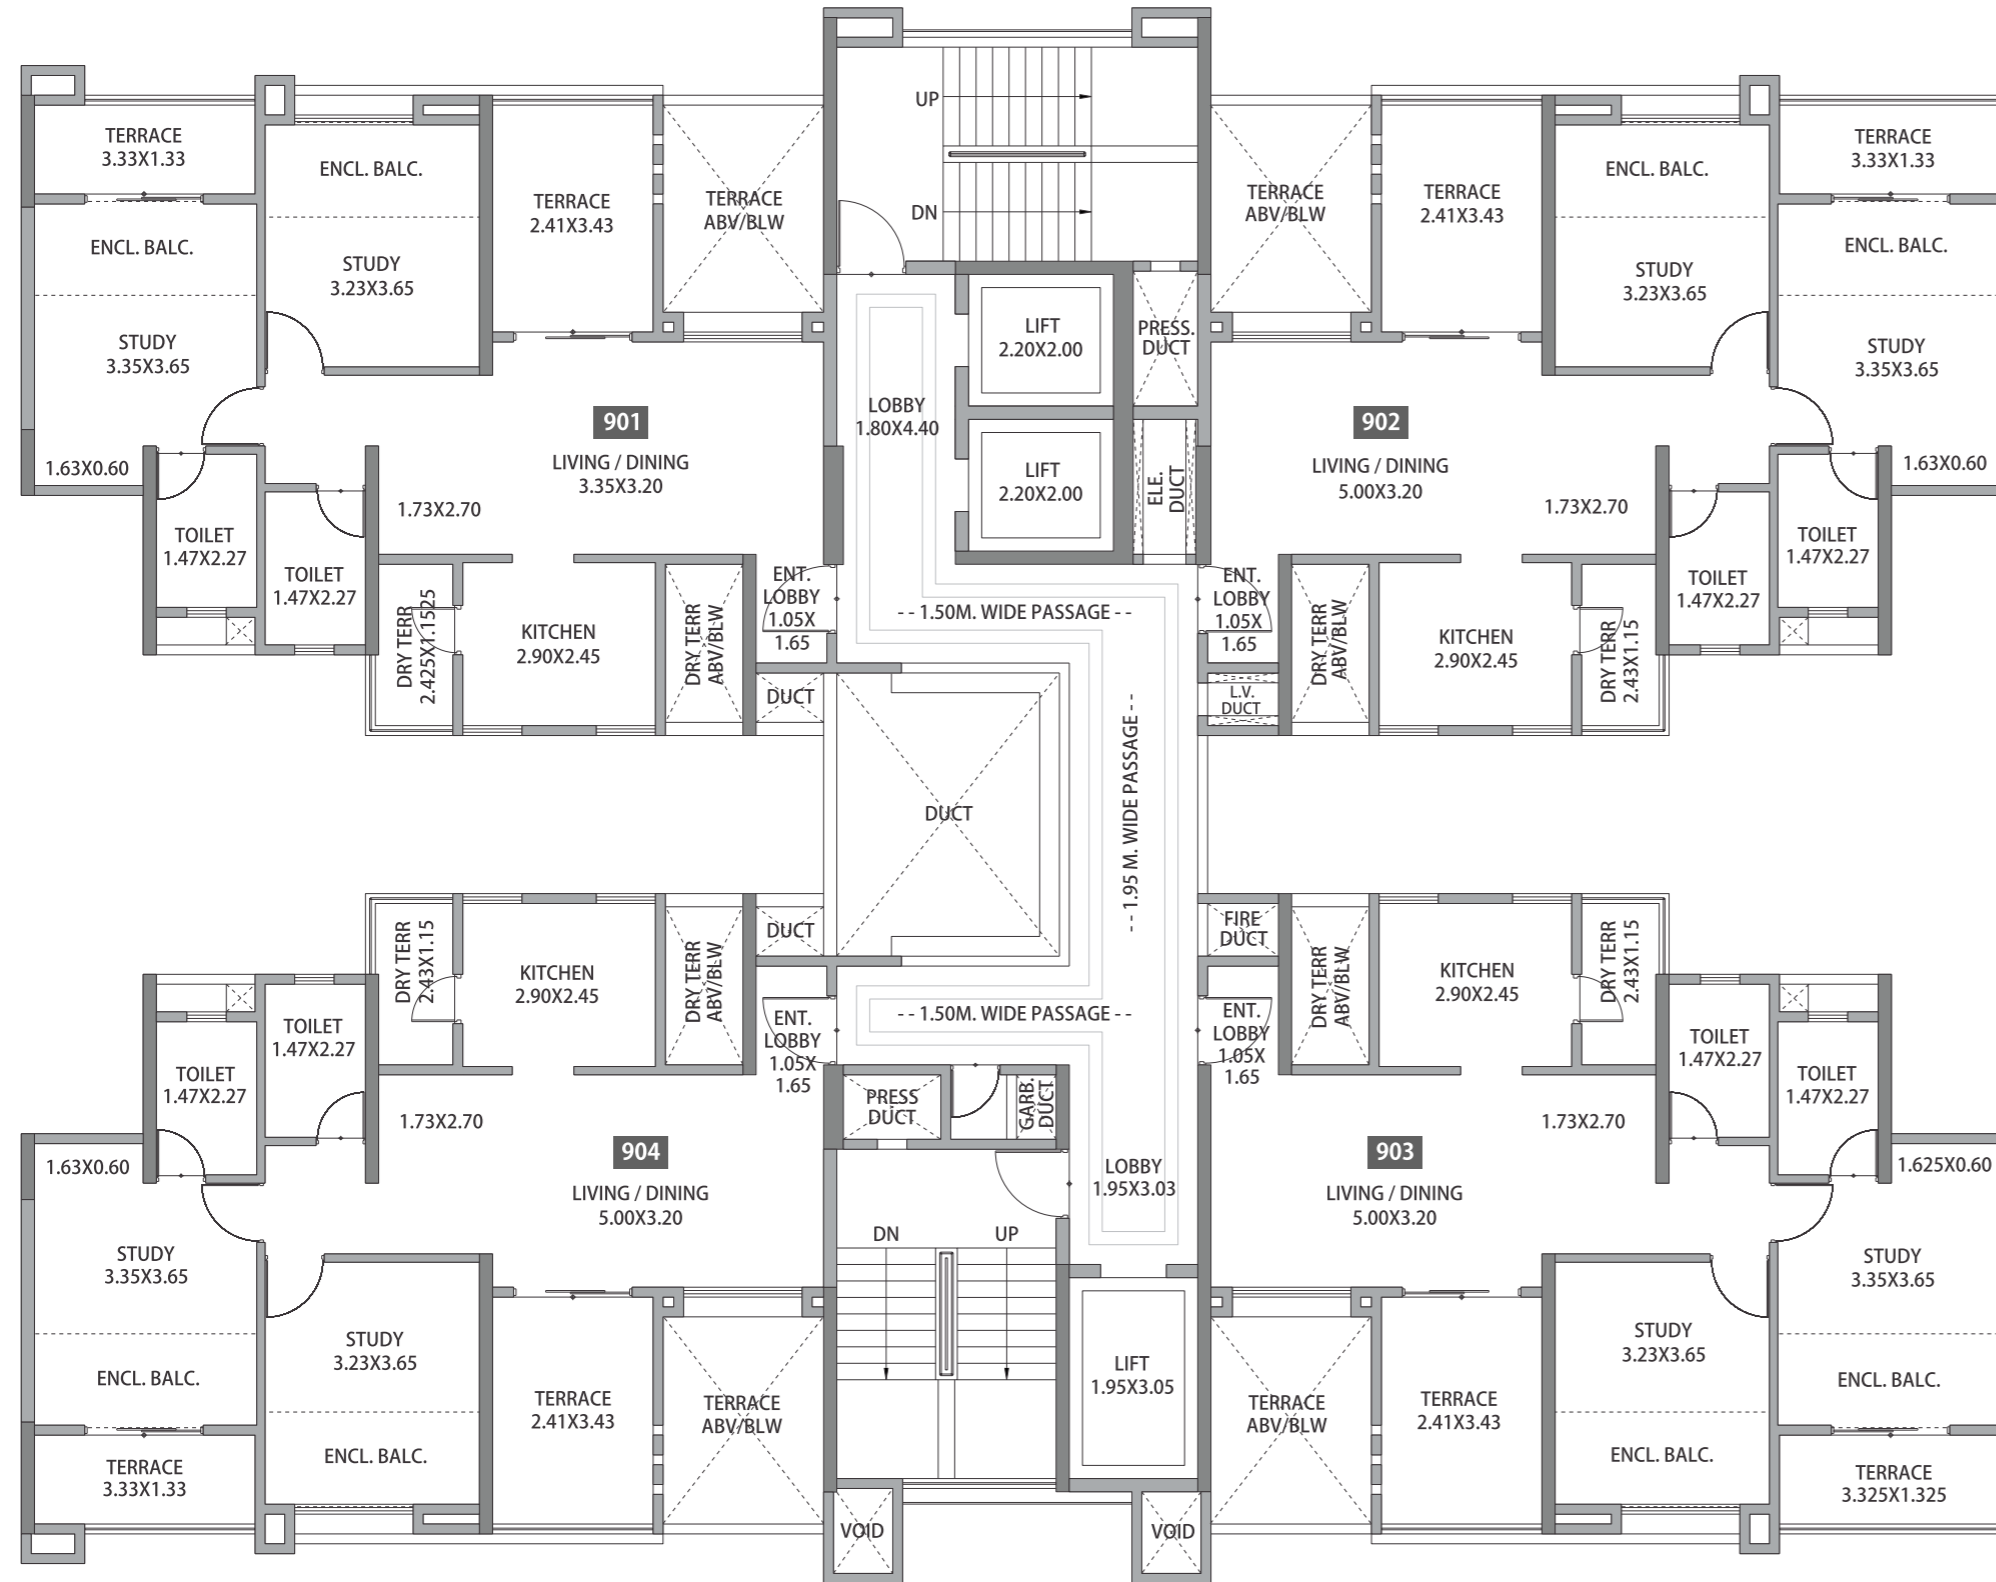 UP
DN
TERRACE
3.33X1.33
ENCL. BALC.
STUDY
3.35X3.65
1.63X0.60
ENCL. BALC.
STUDY
3.23X3.65
TERRACE
2.41X3.43
TERRACE
ABV/BLW
901
LIVING / DINING
3.35X3.20
1.73X2.70
TOILET
1.47X2.27
TOILET
1.47X2.27
DRY TERR
2.425X1.1525
KITCHEN
2.90X2.45
DRY TERR
ABV/BLW
ENT.
LOBBY
1.05X
1.65
DUCT
LOBBY
1.80X4.40
LIFT
2.20X2.00
LIFT
2.20X2.00
PRESS.
DUCT
ELE.
DUCT
TERRACE
ABV/BLW
TERRACE
2.41X3.43
ENCL. BALC.
STUDY
3.23X3.65
TERRACE
3.33X1.33
ENCL. BALC.
STUDY
3.35X3.65
1.63X0.60
902
LIVING / DINING
5.00X3.20
1.73X2.70
TOILET
1.47X2.27
TOILET
1.47X2.27
ENT.
LOBBY
1.05X
1.65
DRY TERR
ABV/BLW
KITCHEN
2.90X2.45
DRY TERR
2.43X1.15
L.V.
DUCT
-- 1.50M. WIDE PASSAGE --
-- 1.95 M. WIDE PASSAGE --
DUCT
-- 1.50M. WIDE PASSAGE --
DRY TERR
2.43X1.15
KITCHEN
2.90X2.45
DRY TERR
ABV/BLW
DUCT
ENT.
LOBBY
1.05X
1.65
TOILET
1.47X2.27
TOILET
1.47X2.27
1.73X2.70
904
LIVING / DINING
5.00X3.20
1.63X0.60
STUDY
3.35X3.65
ENCL. BALC.
TERRACE
3.33X1.33
STUDY
3.23X3.65
ENCL. BALC.
TERRACE
2.41X3.43
TERRACE
ABV/BLW
PRESS
DUCT
GARB.
DUCT
LOBBY
1.95X3.03
DN
UP
LIFT
1.95X3.05
VOID
VOID
FIRE
DUCT
ENT.
LOBBY
1.05X
1.65
DRY TERR
ABV/BLW
KITCHEN
2.90X2.45
DRY TERR
2.43X1.15
TOILET
1.47X2.27
TOILET
1.47X2.27
1.73X2.70
903
LIVING / DINING
5.00X3.20
1.625X0.60
STUDY
3.35X3.65
ENCL. BALC.
TERRACE
3.325X1.325
STUDY
3.23X3.65
ENCL. BALC.
TERRACE
2.41X3.43
TERRACE
ABV/BLW